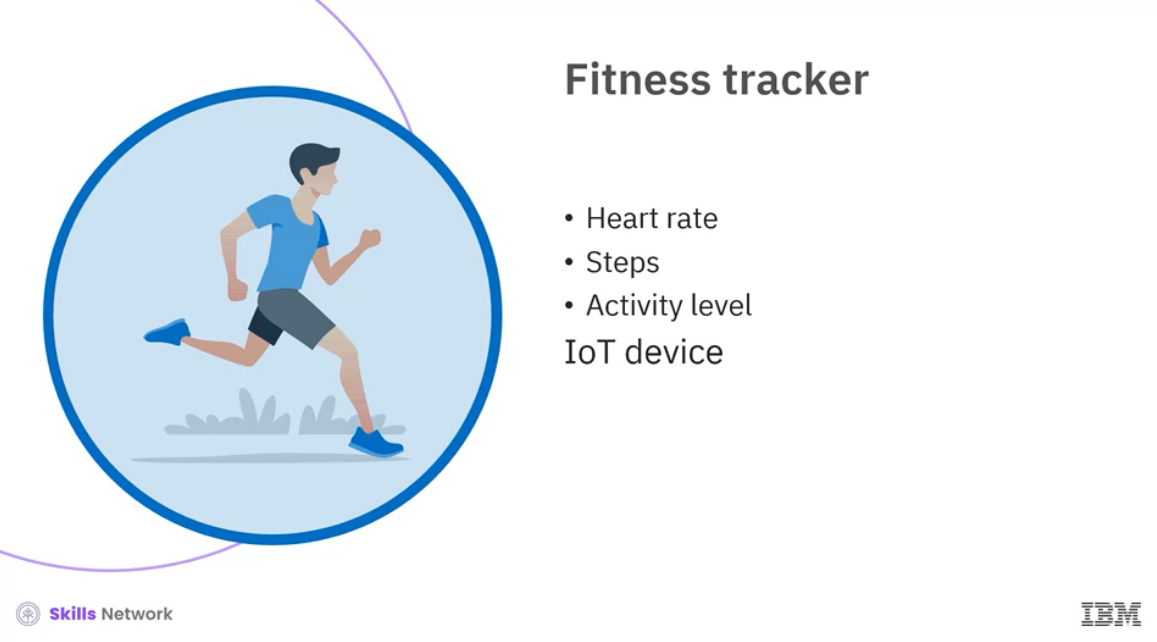 Fitness tracker
• Heart rate
• Steps
• Activity level
IoT device
Skills Network
IBM